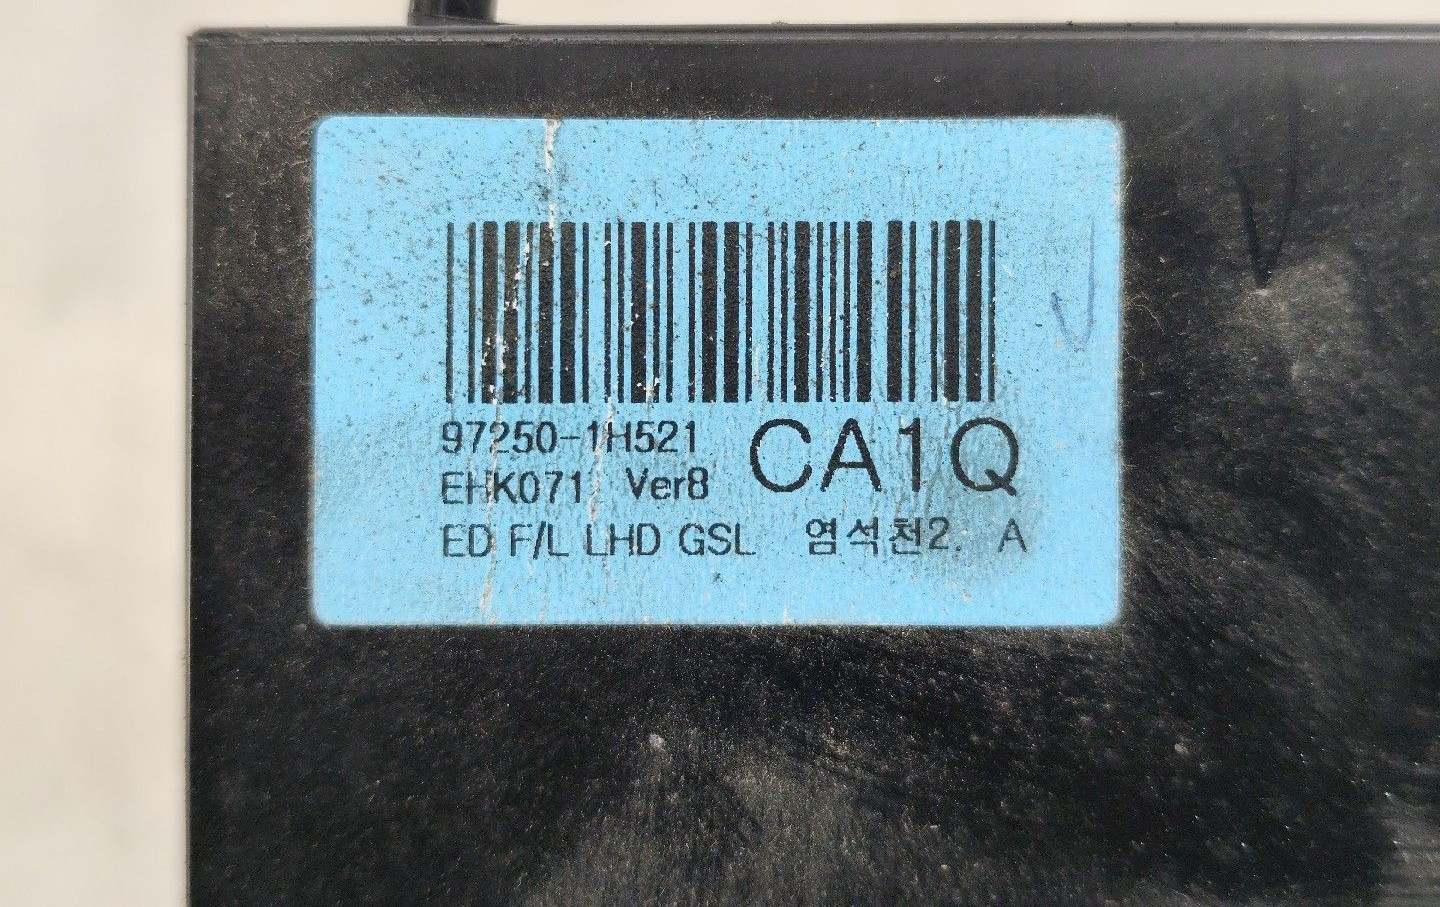 97250-1H521 CA1Q
EHK071 Ver8
ED F/L LHD GSL 염석천2. A